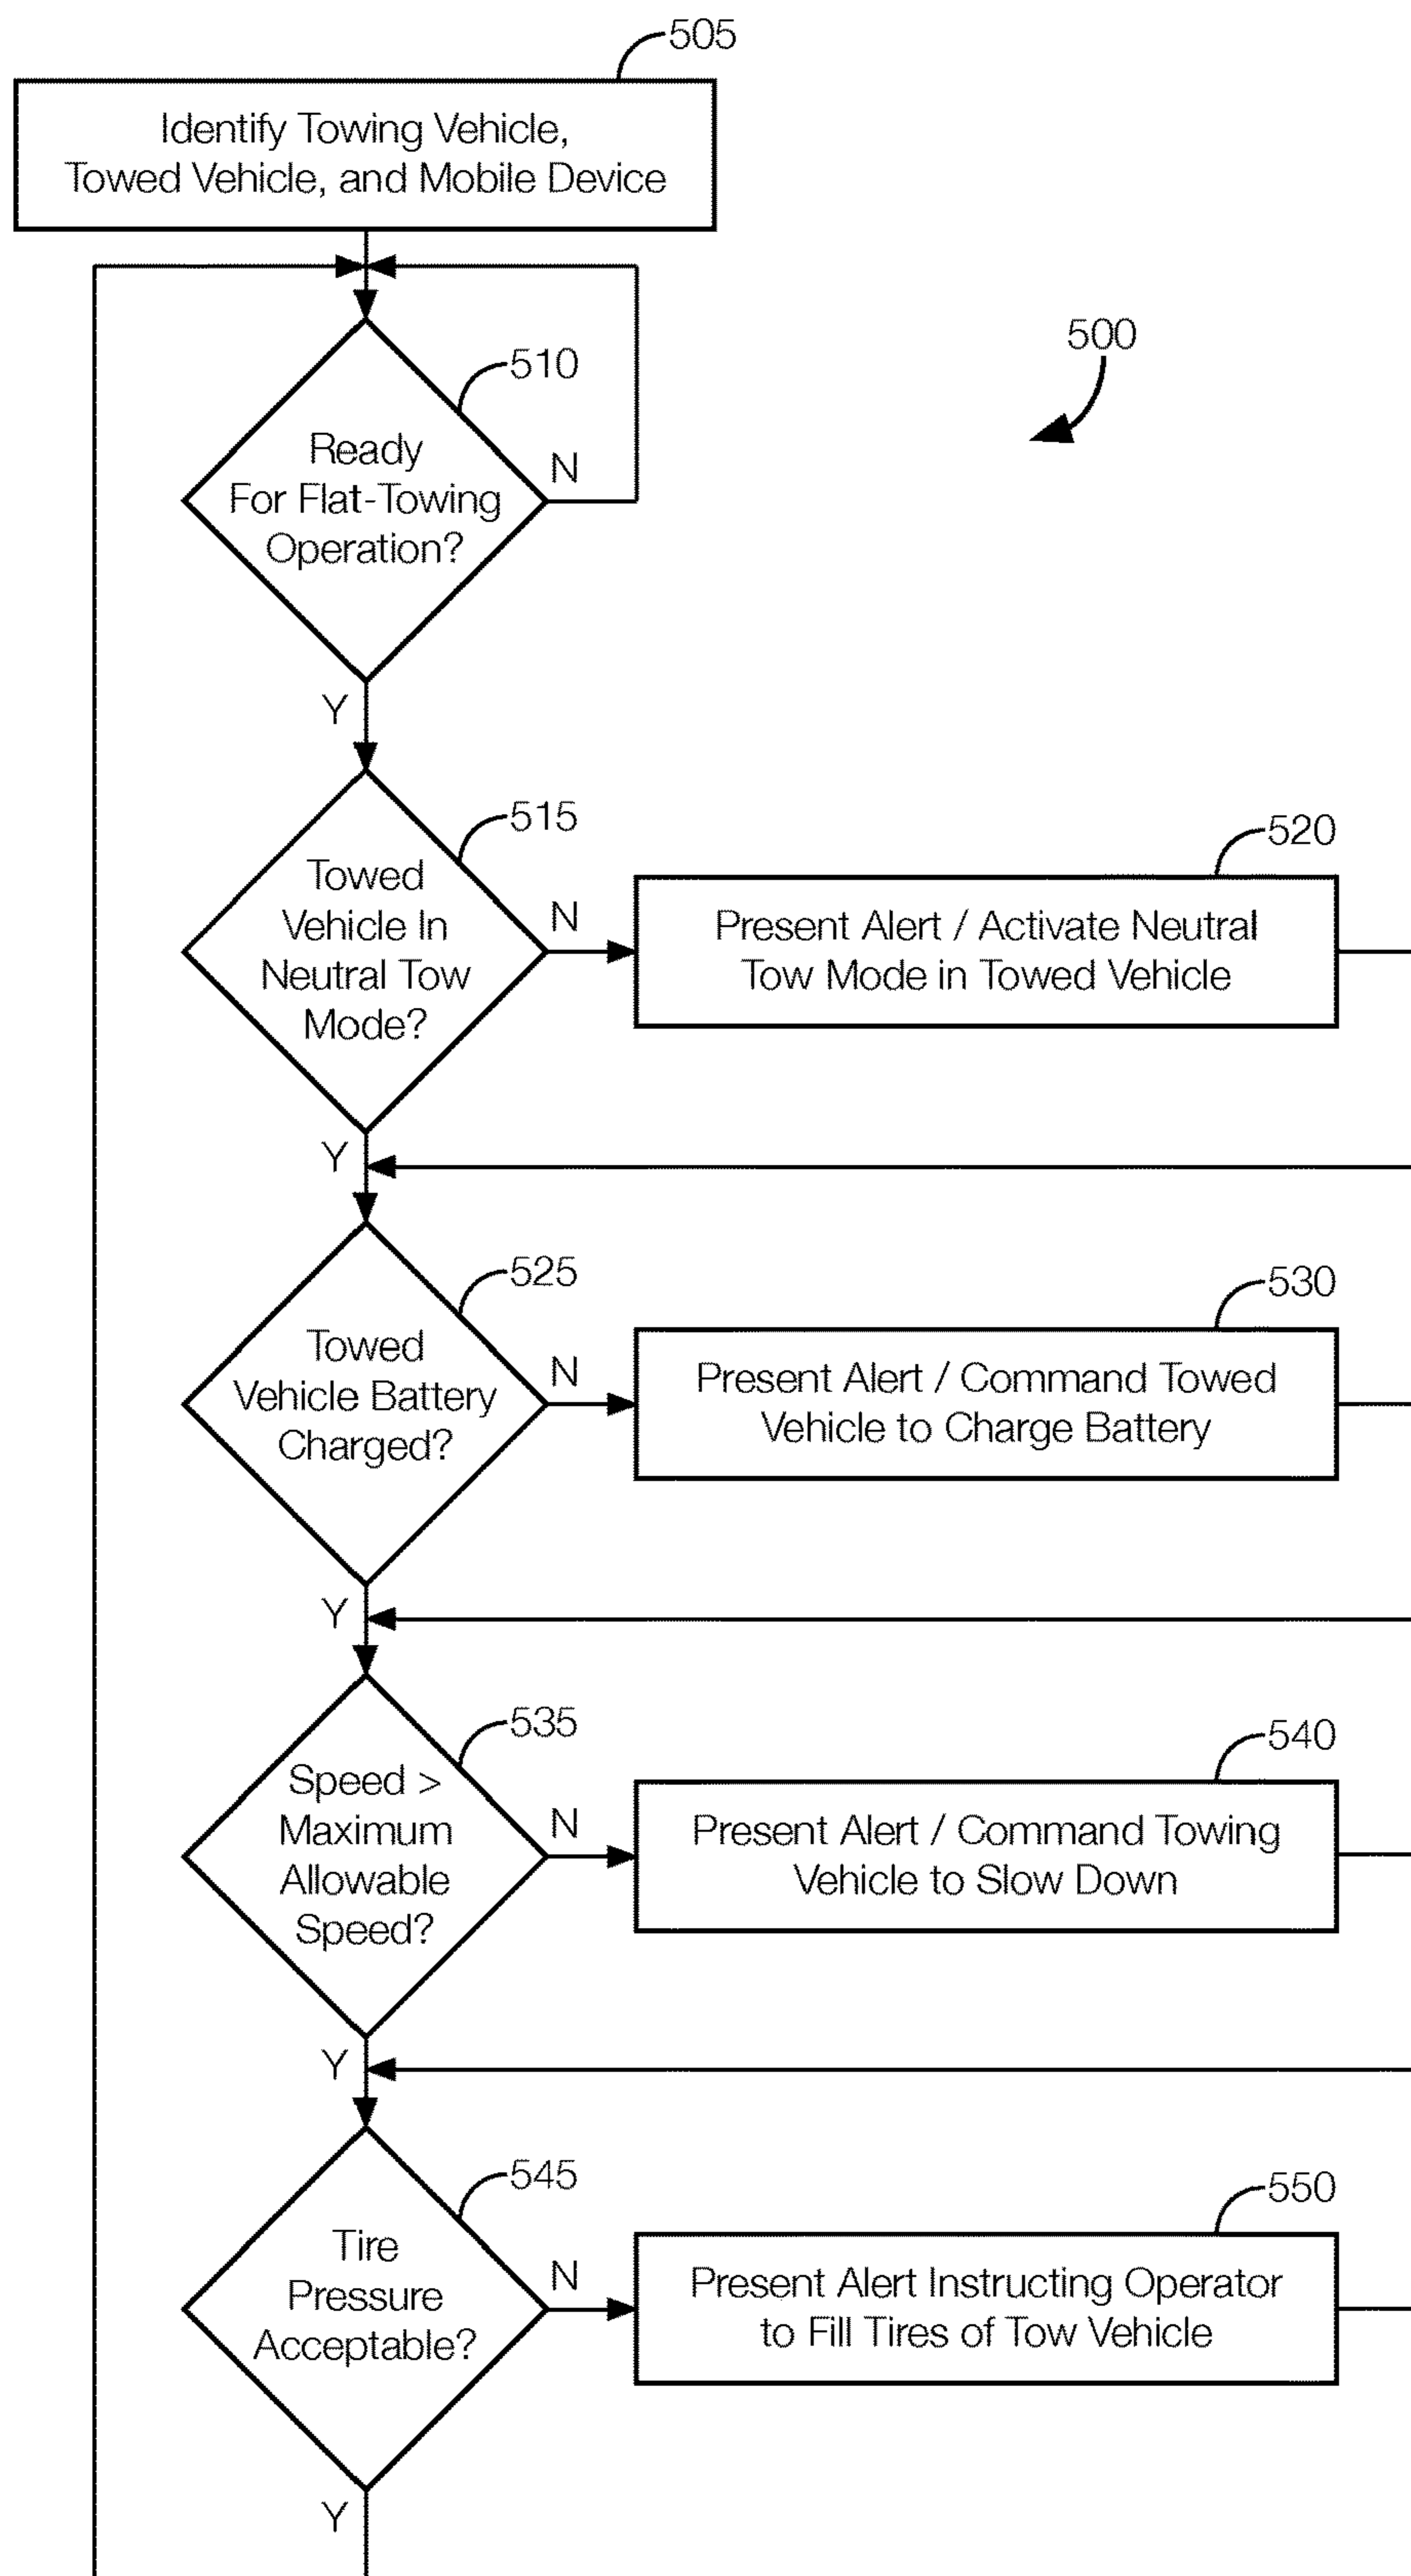 505
Identify Towing Vehicle,
Towed Vehicle, and Mobile Device
500
510
Ready
For Flat-Towing
Operation?
N
Y
515
Towed
Vehicle In
Neutral Tow
Mode?
N
520
Present Alert / Activate Neutral
Tow Mode in Towed Vehicle
Y
525
Towed
Vehicle Battery
Charged?
N
530
Present Alert / Command Towed
Vehicle to Charge Battery
Y
535
Speed >
Maximum
Allowable
Speed?
N
540
Present Alert / Command Towing
Vehicle to Slow Down
Y
545
Tire
Pressure
Acceptable?
N
550
Present Alert Instructing Operator
to Fill Tires of Tow Vehicle
Y